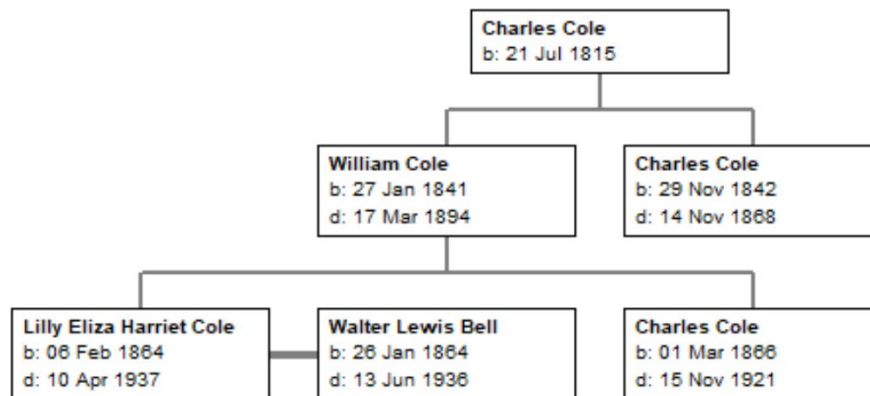 Charles Cole
b: 21 Jul 1815
William Cole
b: 27 Jan 1841
d: 17 Mar 1894
Charles Cole
b: 29 Nov 1842
d: 14 Nov 1868
Lilly Eliza Harriet Cole
b: 06 Feb 1864
d: 10 Apr 1937
Walter Lewis Bell
b: 26 Jan 1864
d: 13 Jun 1936
Charles Cole
b: 01 Mar 1866
d: 15 Nov 1921